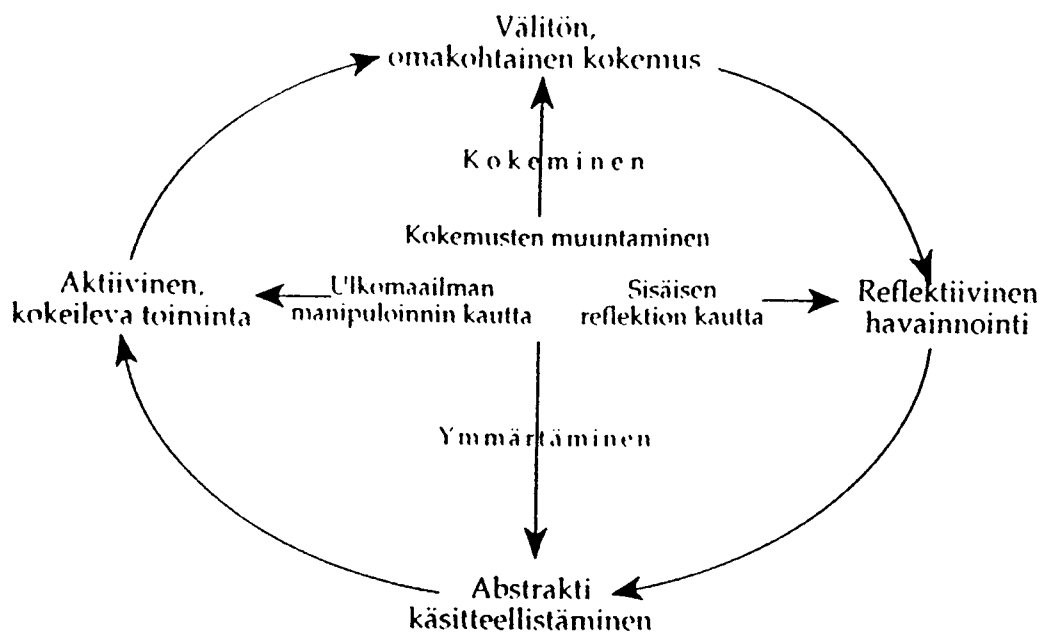 Välitön,
omakohtainen kokemus
Kokeminen
Kokemusten muuntaminen
Aktiivinen,
kokeileva toiminta
Ulkomaailman
manipuloinnin kautta
Sisäisen
reflektion kautta
Reflektiivinen
havainnointi
Ymmärtäminen
Abstrakti
käsitteellistäminen